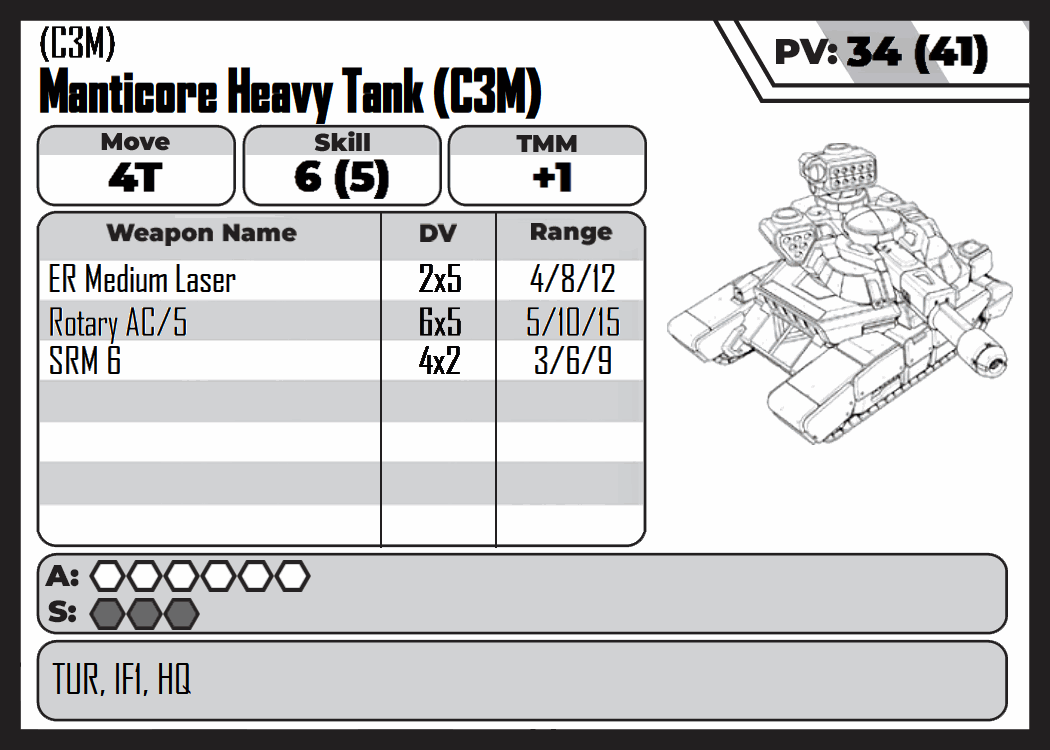 (C3M)
Manticore Heavy Tank (C3M)
PV: 34 (41)
Move Skill TMM
4T 6 (5) +1
Weapon Name DV Range
ER Medium Laser 2x5 4/8/12
Rotary AC/5 6x5 5/10/15
SRM 6 4x2 3/6/9
A:
S:
TUR, IF1, HQ